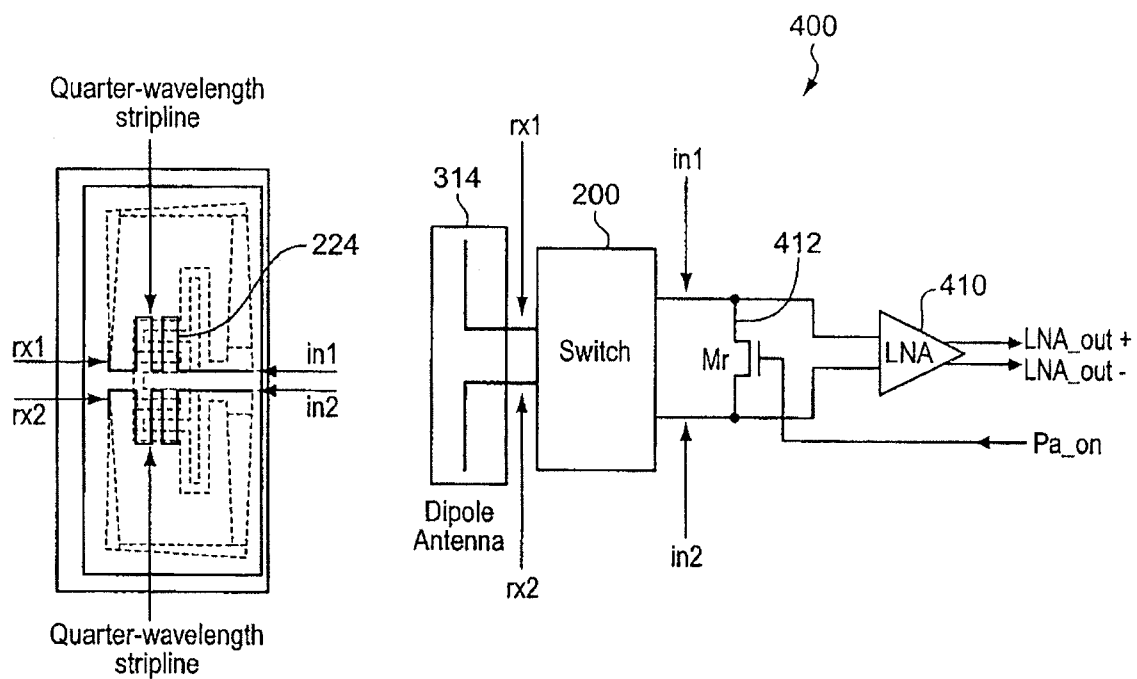 400
Quarter-wavelength
stripline
rx1
in1
314
200
224
412
410
rx1
in1
Switch
Mr
LNA
LNA_out +
LNA_out -
rx2
in2
Pa_on
Dipole
Antenna
in2
rx2
Quarter-wavelength
stripline